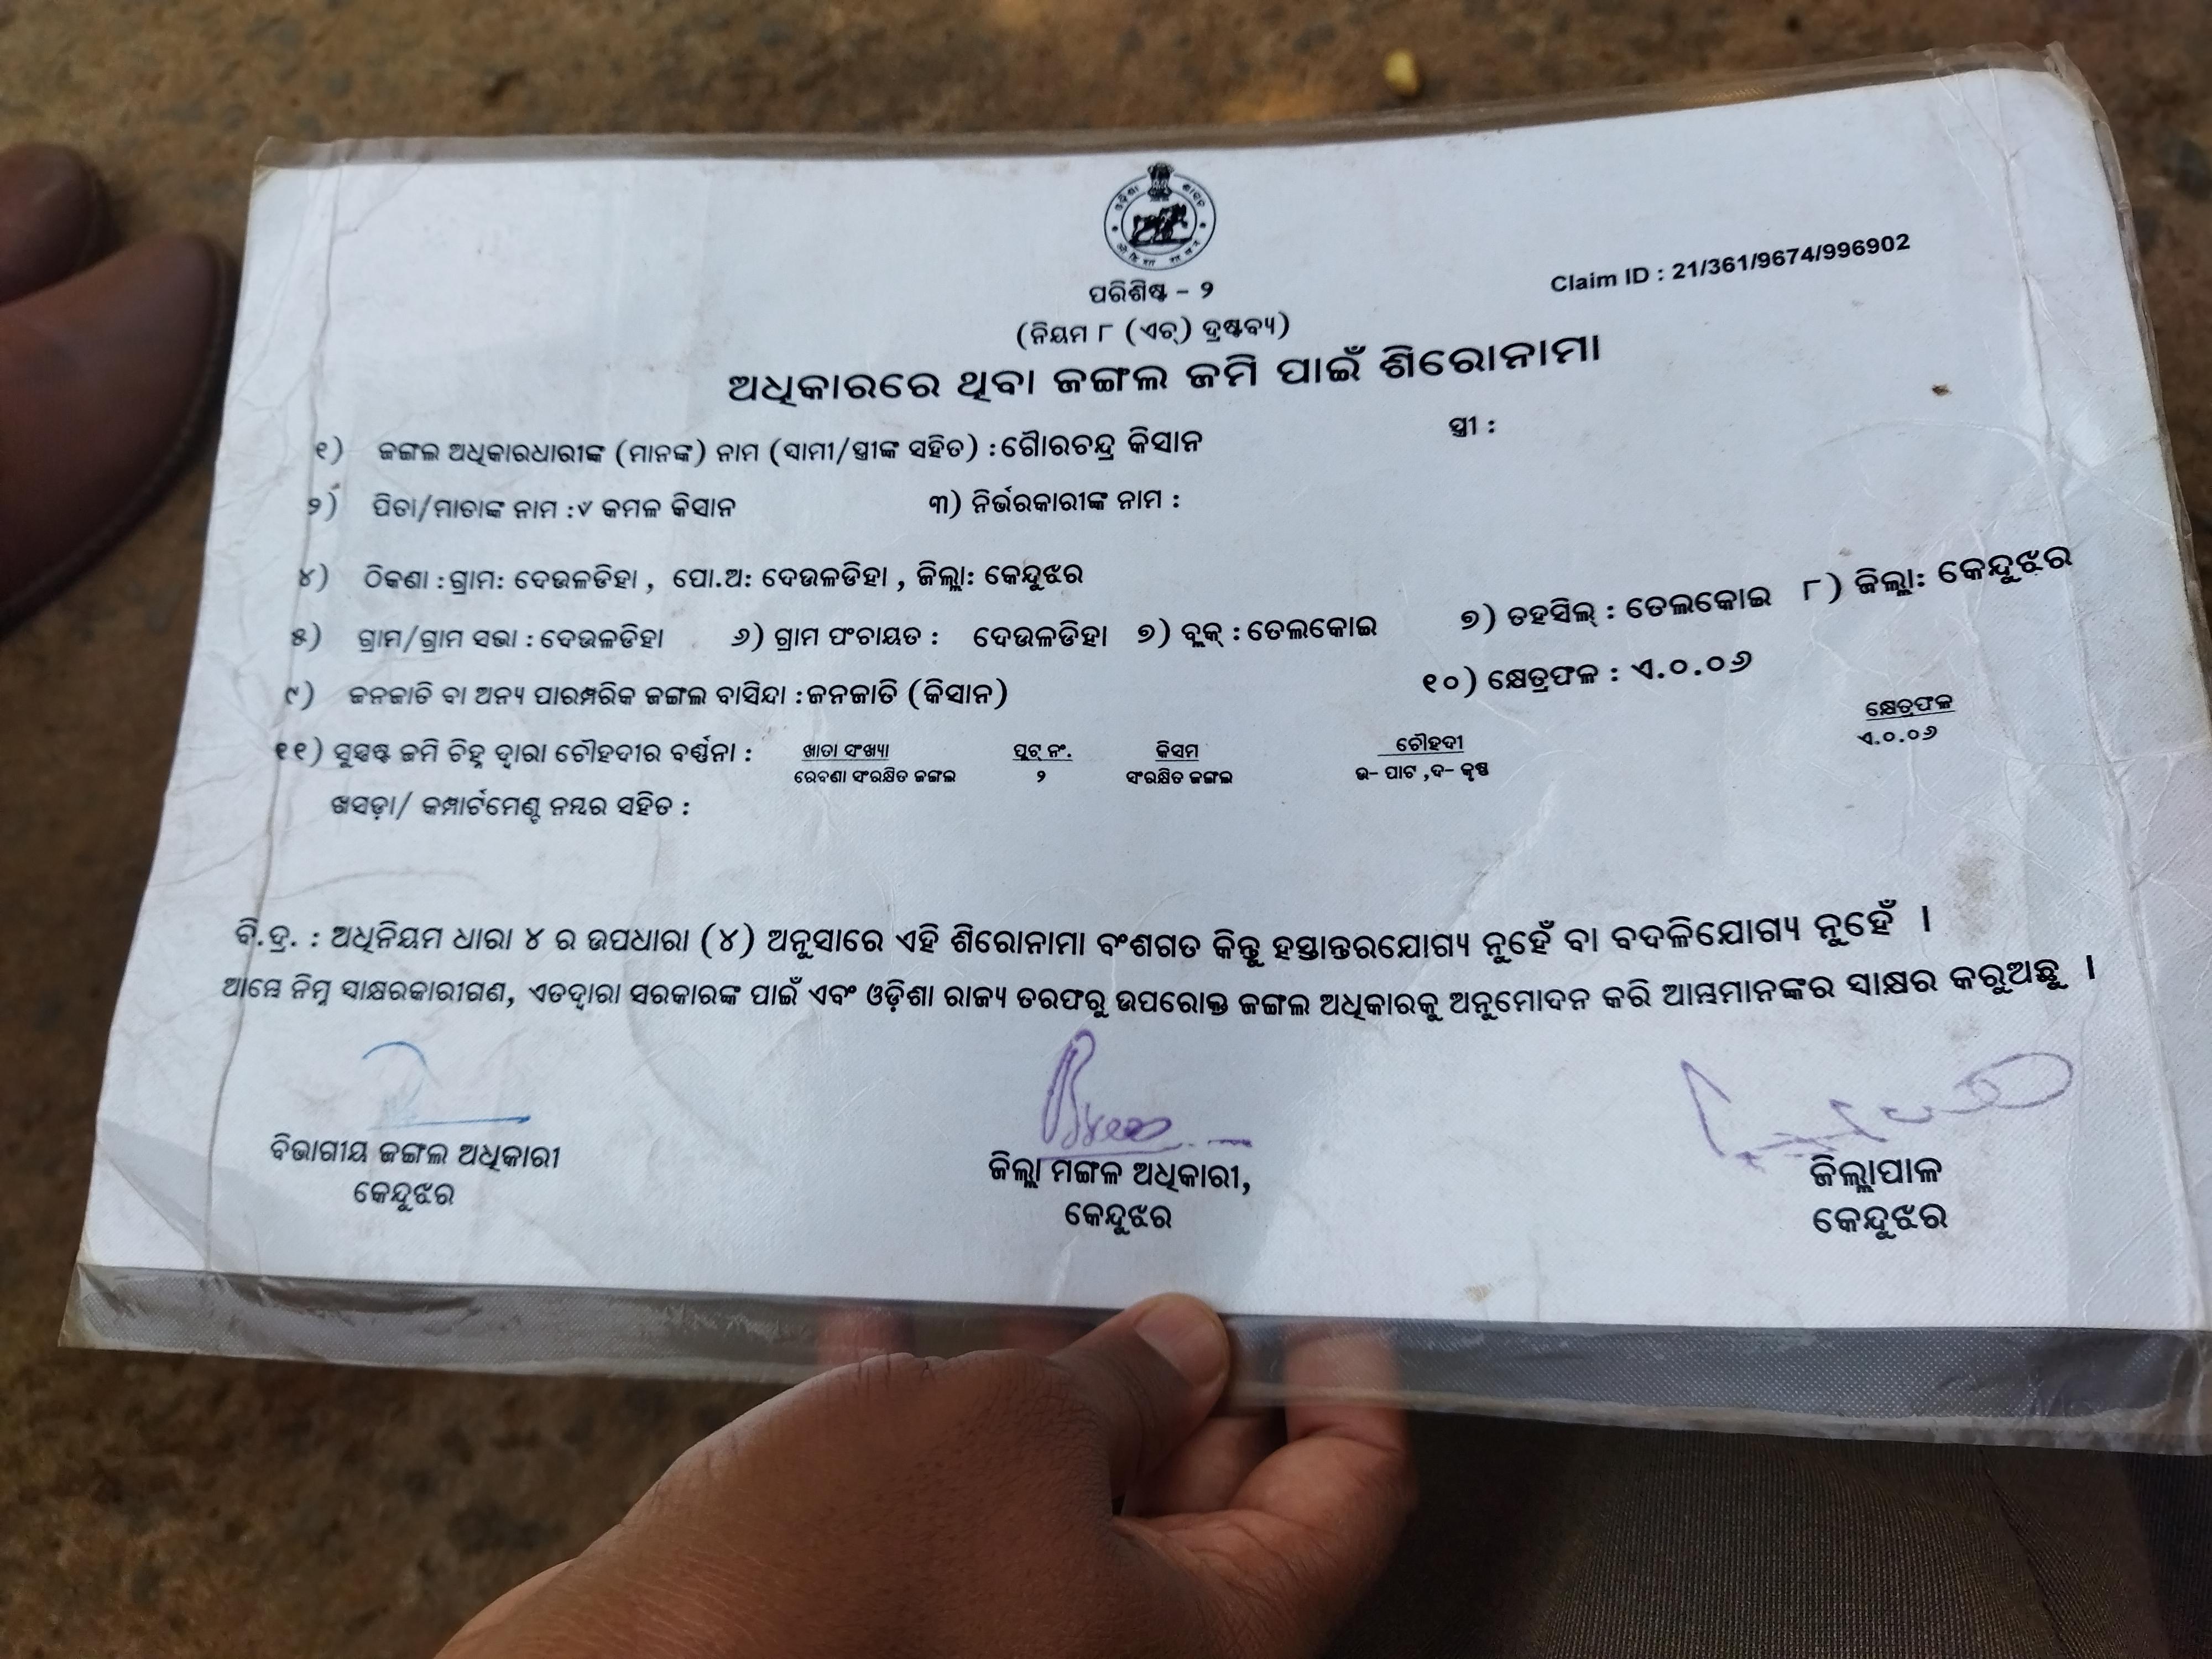 ଓଡ଼ିଶା ଶାସନ
ପରିଶିଷ୍ଟ - ୨
Claim ID : 21/361/9674/996902
(ନିୟମ ୮ (ଏଚ୍) ଦ୍ରଷ୍ଟବ୍ୟ)
ଅଧିକାରରେ ଥିବା ଜଙ୍ଗଲ ଜମି ପାଇଁ ଶିରୋନାମା
୧) ଜଙ୍ଗଲ ଅଧିକାରଧାରୀଙ୍କ (ମାନଙ୍କ) ନାମ (ସାମୀ/ସ୍ତ୍ରୀଙ୍କ ସହିତ) : ଗୌରଚନ୍ଦ୍ର କିସାନ ସ୍ତ୍ରୀ :
୨) ପିତା/ମାତାଙ୍କ ନାମ : କମଳ କିସାନ ୩) ନିର୍ଭରକାରୀଙ୍କ ନାମ :
୪) ଠିକଣା : ଗ୍ରାମ: ଦେଉଳଡିହା , ପୋ.ଅ: ଦେଉଳଡିହା , ଜିଲ୍ଲା: କେନ୍ଦୁଝର
୫) ଗ୍ରାମ/ଗ୍ରାମ ସଭା : ଦେଉଳଡିହା ୬) ଗ୍ରାମ ପଂଚାୟତ : ଦେଉଳଡିହା ୭) ବ୍ଲକ୍ : ତେଲକୋଇ ୭) ତହସିଲ୍ : ତେଲକୋଇ ୮) ଜିଲ୍ଲା: କେନ୍ଦୁଝର
୯) ଜନଜାତି ବା ଅନ୍ୟ ପାରମ୍ପରିକ ଜଙ୍ଗଲ ବାସିନ୍ଦା : ଜନଜାତି (କିସାନ) ୧୦) କ୍ଷେତ୍ରଫଳ : ଏ.୦.୦୬
୧୧) ସୁସ୍ପଷ୍ଟ ଜମି ଚିହ୍ନ ଦ୍ଵାରା ଚୌହଦୀର ବର୍ଣ୍ଣନା : ଖାତା ସଂଖ୍ୟା ପ୍ଲଟ୍ ନଂ. କିସମ ଚୌହଦୀ କ୍ଷେତ୍ରଫଳ
ରେବଣା ସଂରକ୍ଷିତ ଜଙ୍ଗଲ ୨ ସଂରକ୍ଷିତ ଜଙ୍ଗଲ ଉ- ପାଟ ,ଦ- କୃଷ୍ଣ ଏ.୦.୦୬
ଖସଡ଼ା/ କମ୍ପାର୍ଟମେଣ୍ଟ ନମ୍ବର ସହିତ :
ବି.ଦ୍ର. : ଅଧିନିୟମ ଧାରା ୪ ର ଉପଧାରା (୪) ଅନୁସାରେ ଏହି ଶିରୋନାମା ବଂଶଗତ କିନ୍ତୁ ହସ୍ତାନ୍ତରଯୋଗ୍ୟ ନୁହେଁ ବା ବଦଳିଯୋଗ୍ୟ ନୁହେଁ ।
ଆମ୍ଭେ ନିମ୍ନ ସାକ୍ଷରକାରୀଗଣ, ଏତଦ୍ୱାରା ସରକାରଙ୍କ ପାଇଁ ଏବଂ ଓଡ଼ିଶା ରାଜ୍ୟ ତରଫରୁ ଉପରୋକ୍ତ ଜଙ୍ଗଲ ଅଧିକାରକୁ ଅନୁମୋଦନ କରି ଆମ୍ଭମାନଙ୍କର ସାକ୍ଷର କରୁଅଛୁ ।
ବିଭାଗୀୟ ଜଙ୍ଗଲ ଅଧିକାରୀ
କେନ୍ଦୁଝର
ଜିଲ୍ଲା ମଙ୍ଗଳ ଅଧିକାରୀ,
କେନ୍ଦୁଝର
ଜିଲ୍ଲାପାଳ
କେନ୍ଦୁଝର